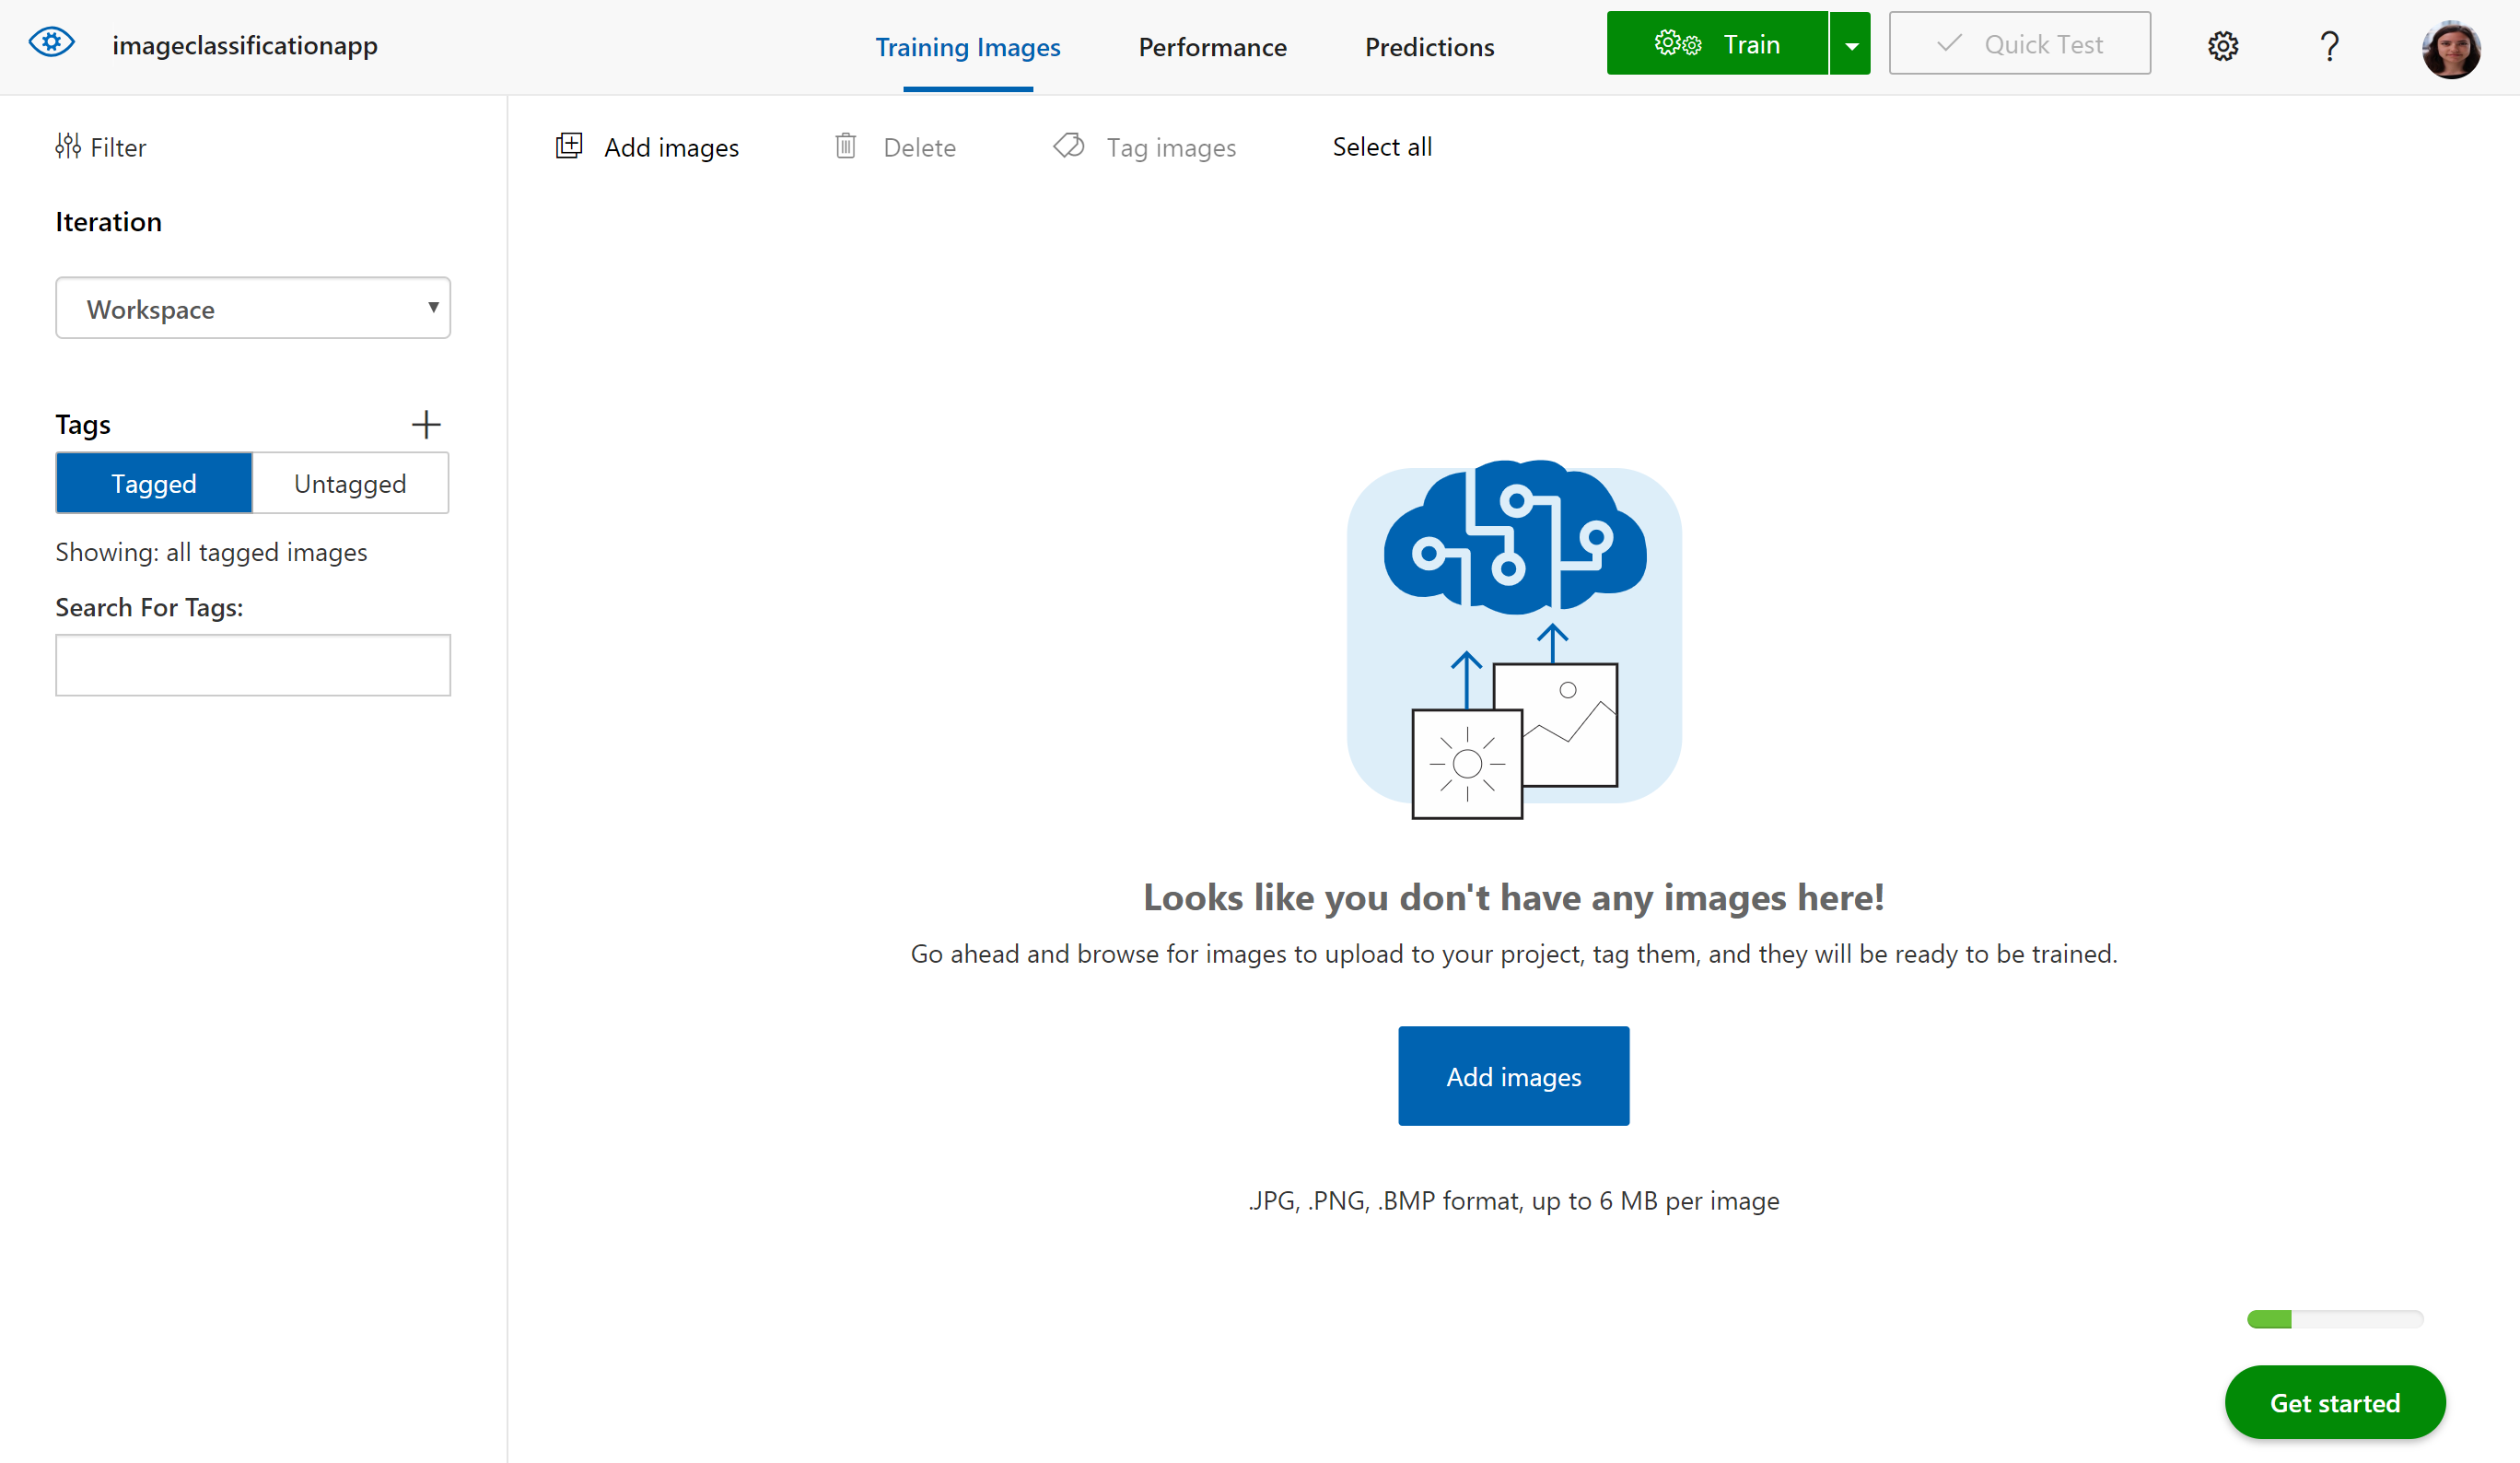 imageclassificationapp
Training Images
Performance
Predictions
Train
Quick Test
?
Filter
Add images
Delete
Tag images
Select all
Iteration
Workspace
Tags
Tagged
Untagged
Showing: all tagged images
Search For Tags:
Looks like you don't have any images here!
Go ahead and browse for images to upload to your project, tag them, and they will be ready to be trained.
Add images
.JPG, .PNG, .BMP format, up to 6 MB per image
Get started